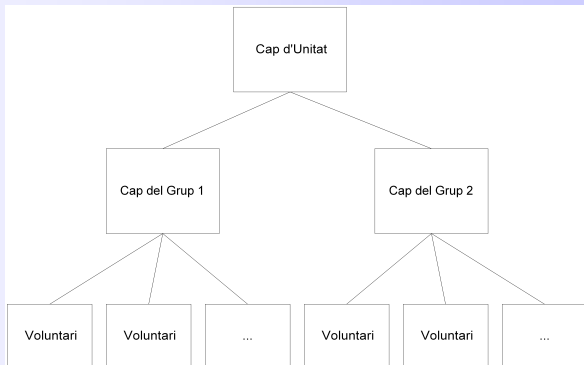 Cap d'Unitat
Cap del Grup 1
Cap del Grup 2
Voluntari
Voluntari
...
Voluntari
Voluntari
...